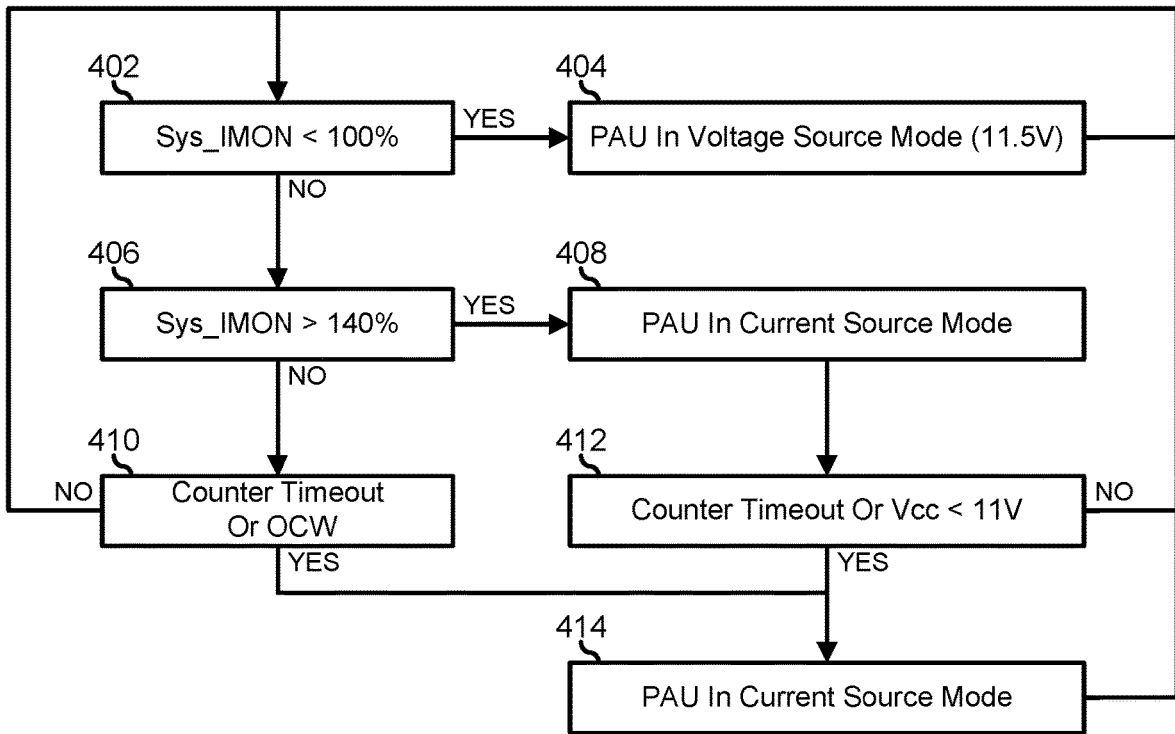 402
404
Sys_IMON < 100%
YES
PAU In Voltage Source Mode (11.5V)
NO
406
408
Sys_IMON > 140%
YES
PAU In Current Source Mode
NO
410
412
NO
Counter Timeout
Or OCW
Counter Timeout Or Vcc < 11V
NO
YES
YES
414
PAU In Current Source Mode